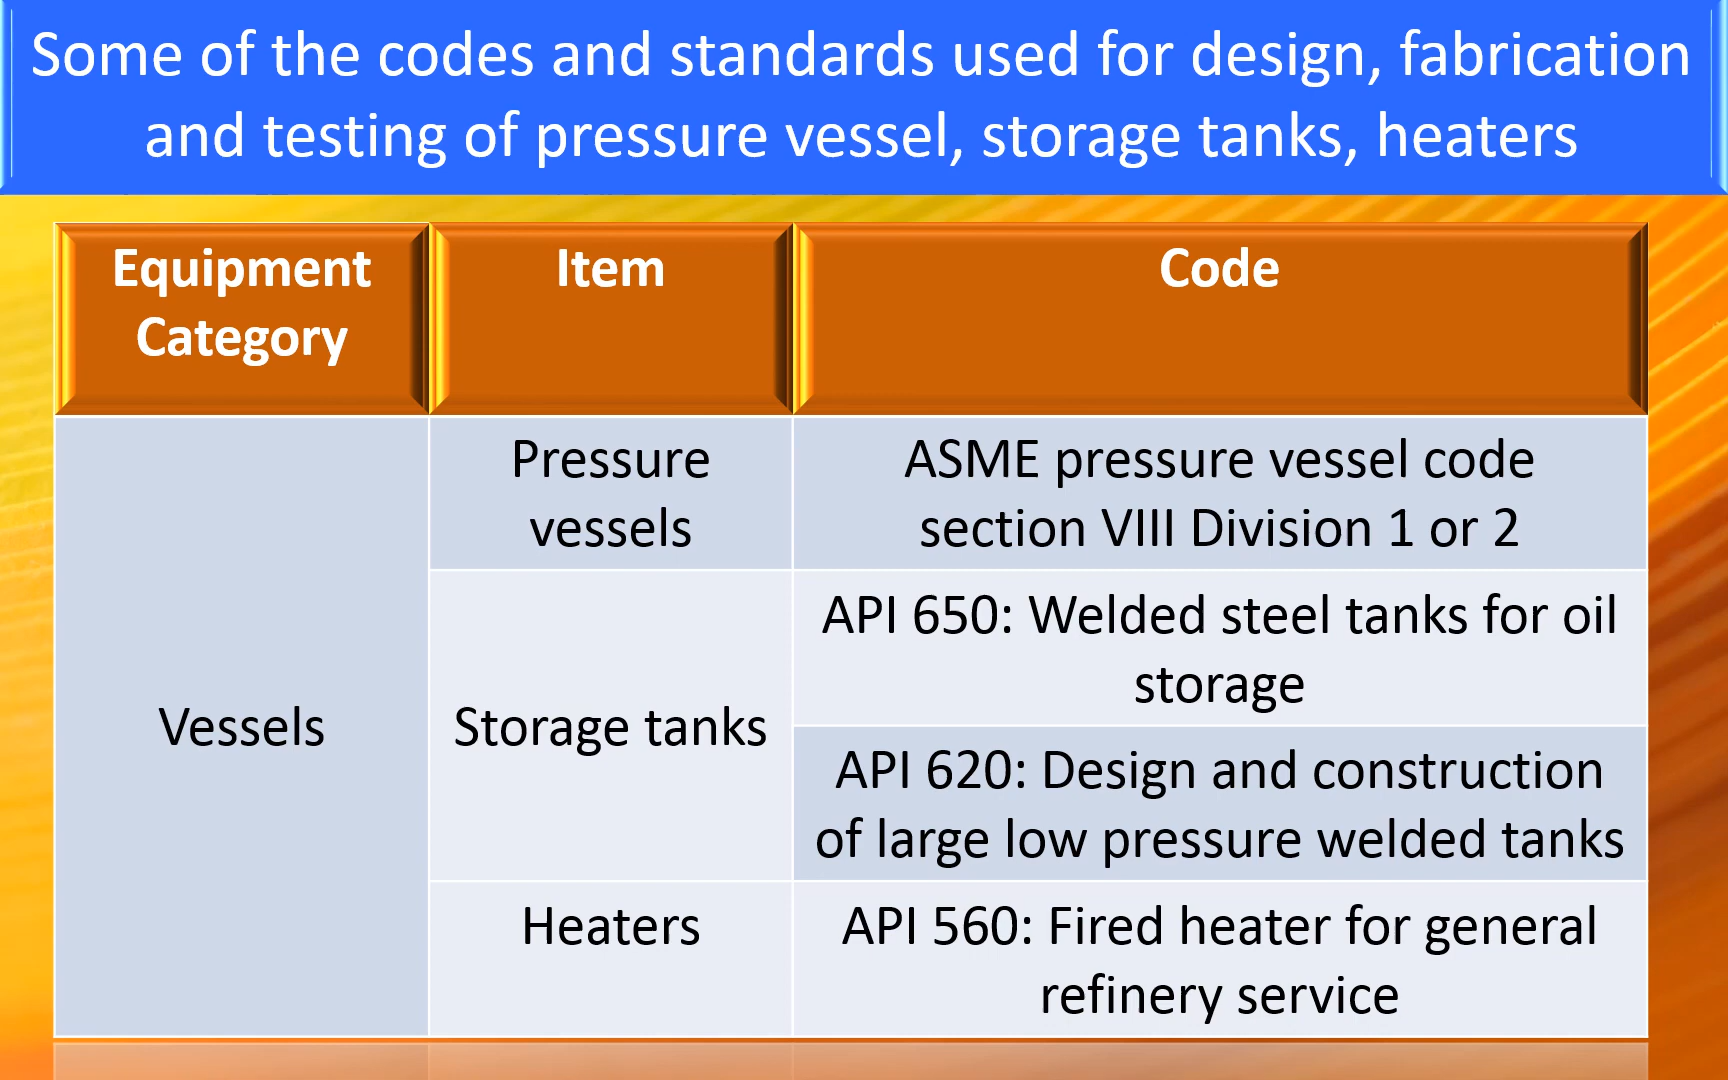 Some of the codes and standards used for design, fabrication
and testing of pressure vessel, storage tanks, heaters
Equipment
Category
Item
Code
Vessels
Pressure
vessels
ASME pressure vessel code
section VIII Division 1 or 2
Storage tanks
API 650: Welded steel tanks for oil
storage
API 620: Design and construction
of large low pressure welded tanks
Heaters
API 560: Fired heater for general
refinery service